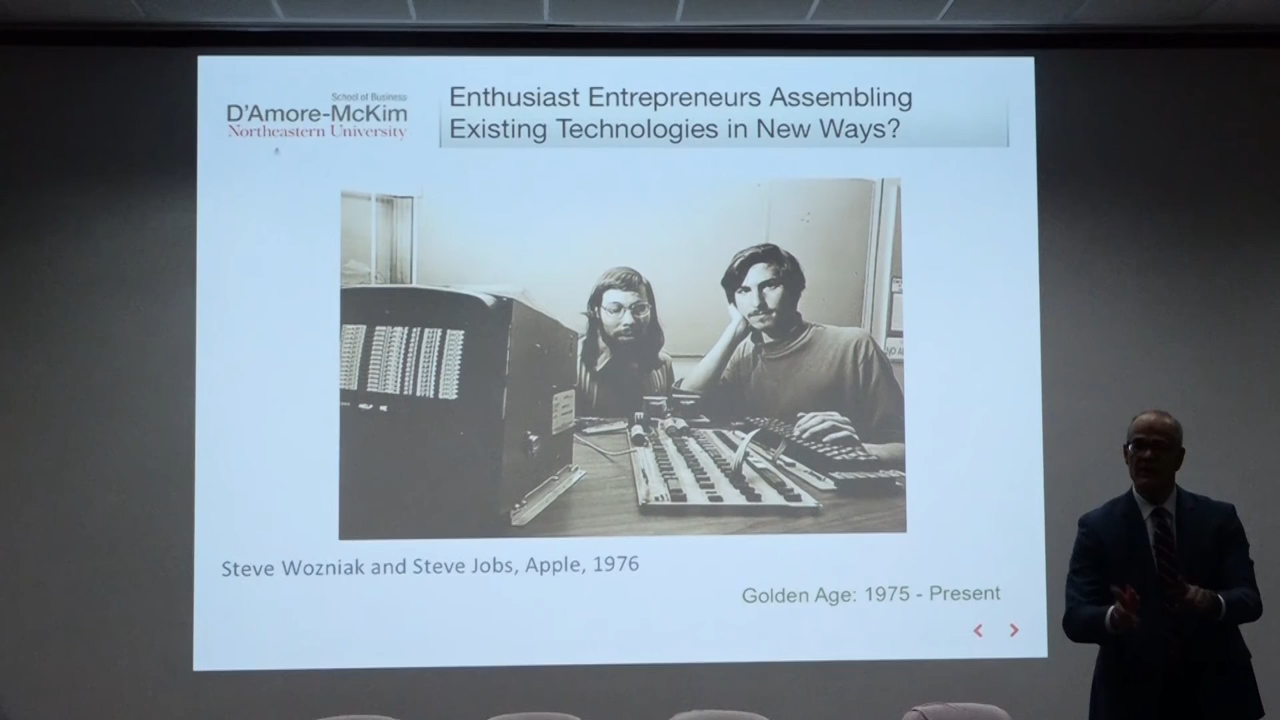 School of Business
D'Amore-McKim
Northeastern University
Enthusiast Entrepreneurs Assembling
Existing Technologies in New Ways?
Steve Wozniak and Steve Jobs, Apple, 1976
Golden Age: 1975 - Present